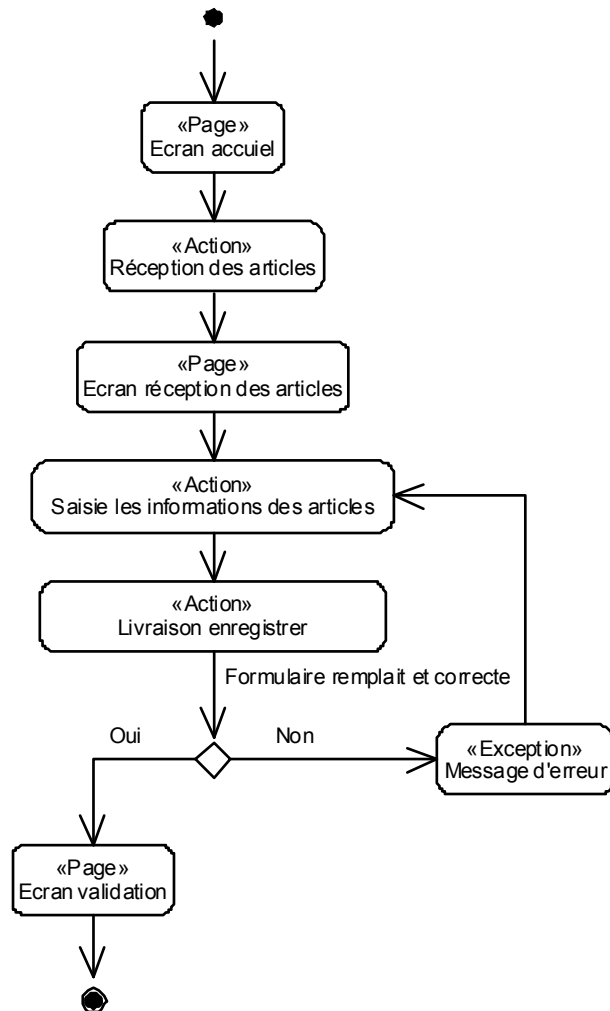 «Page»
Ecran accuiel
«Action»
Réception des articles
«Page»
Ecran réception des articles
«Action»
Saisie les informations des articles
«Action»
Livraison enregistrer
Formulaire remplait et correcte
Oui
Non
«Exception»
Message d'erreur
«Page»
Ecran validation